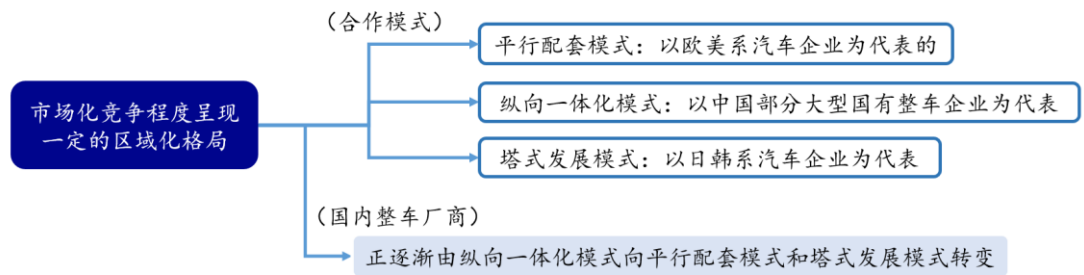 （合作模式）
平行配套模式：以欧美系汽车企业为代表的
市场化竞争程度呈现
一定的区域化格局
纵向一体化模式：以中国部分大型国有整车企业为代表
塔式发展模式：以日韩系汽车企业为代表
（国内整车厂商）
正逐渐由纵向一体化模式向平行配套模式和塔式发展模式转变